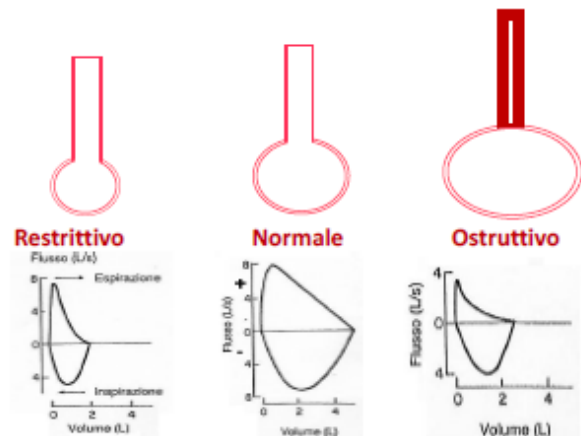 Restrittivo
Normale
Ostruttivo
Flusso (L/s)
8
Espirazione
4
0
4
Inspirazione
0
2
4
Volume (L)
Flusso (L/s)
+
-
8
4
0
4
8
0
2
4
Volume (L)
Flusso (L/s)
4
0
4
0
2
4
Volume (L)